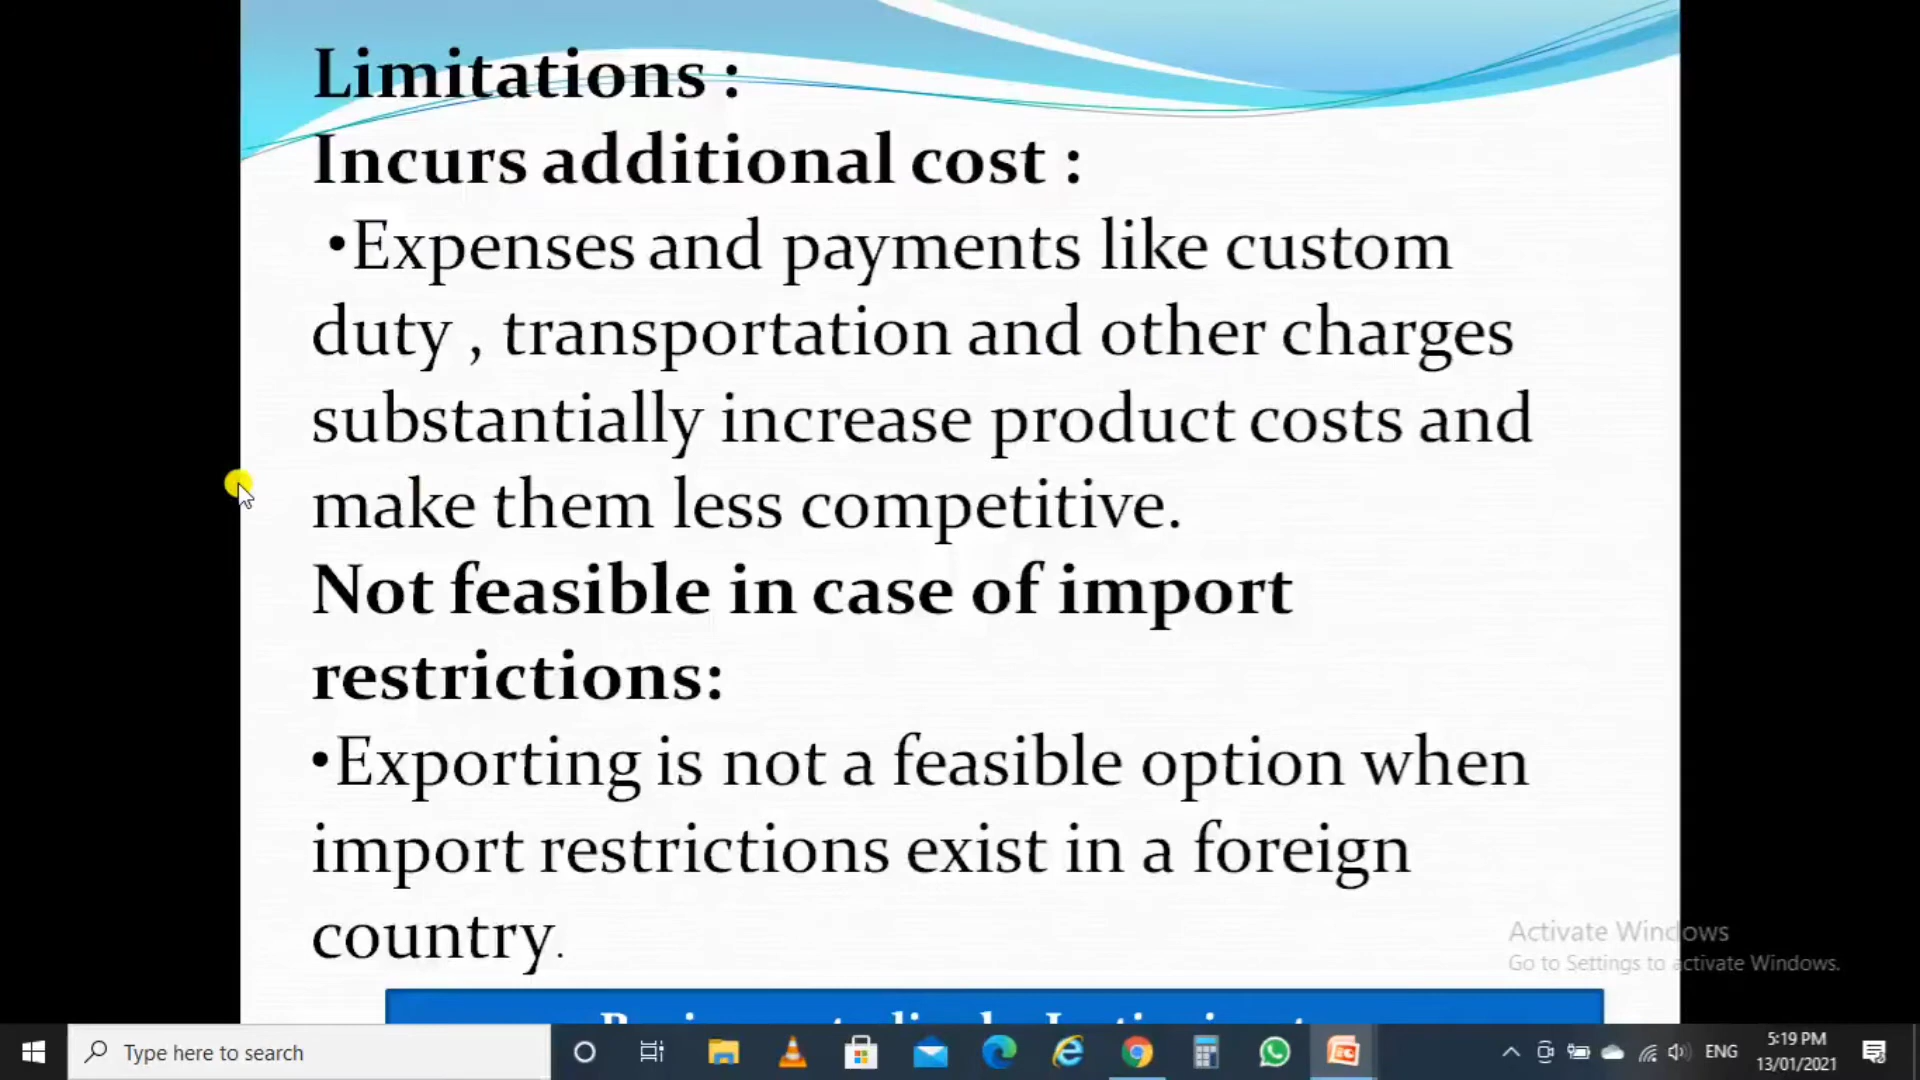 Limitations :
Incurs additional cost :
•Expenses and payments like custom
duty , transportation and other charges
substantially increase product costs and
make them less competitive.
Not feasible in case of import
restrictions:
•Exporting is not a feasible option when
import restrictions exist in a foreign
country.
Activate Windows
Go to Settings to activate Windows.
Type here to search
ENG
5:19 PM
13/01/2021